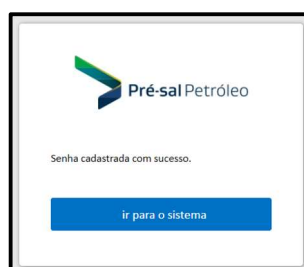 Pré-sal Petróleo
Senha cadastrada com sucesso.
ir para o sistema